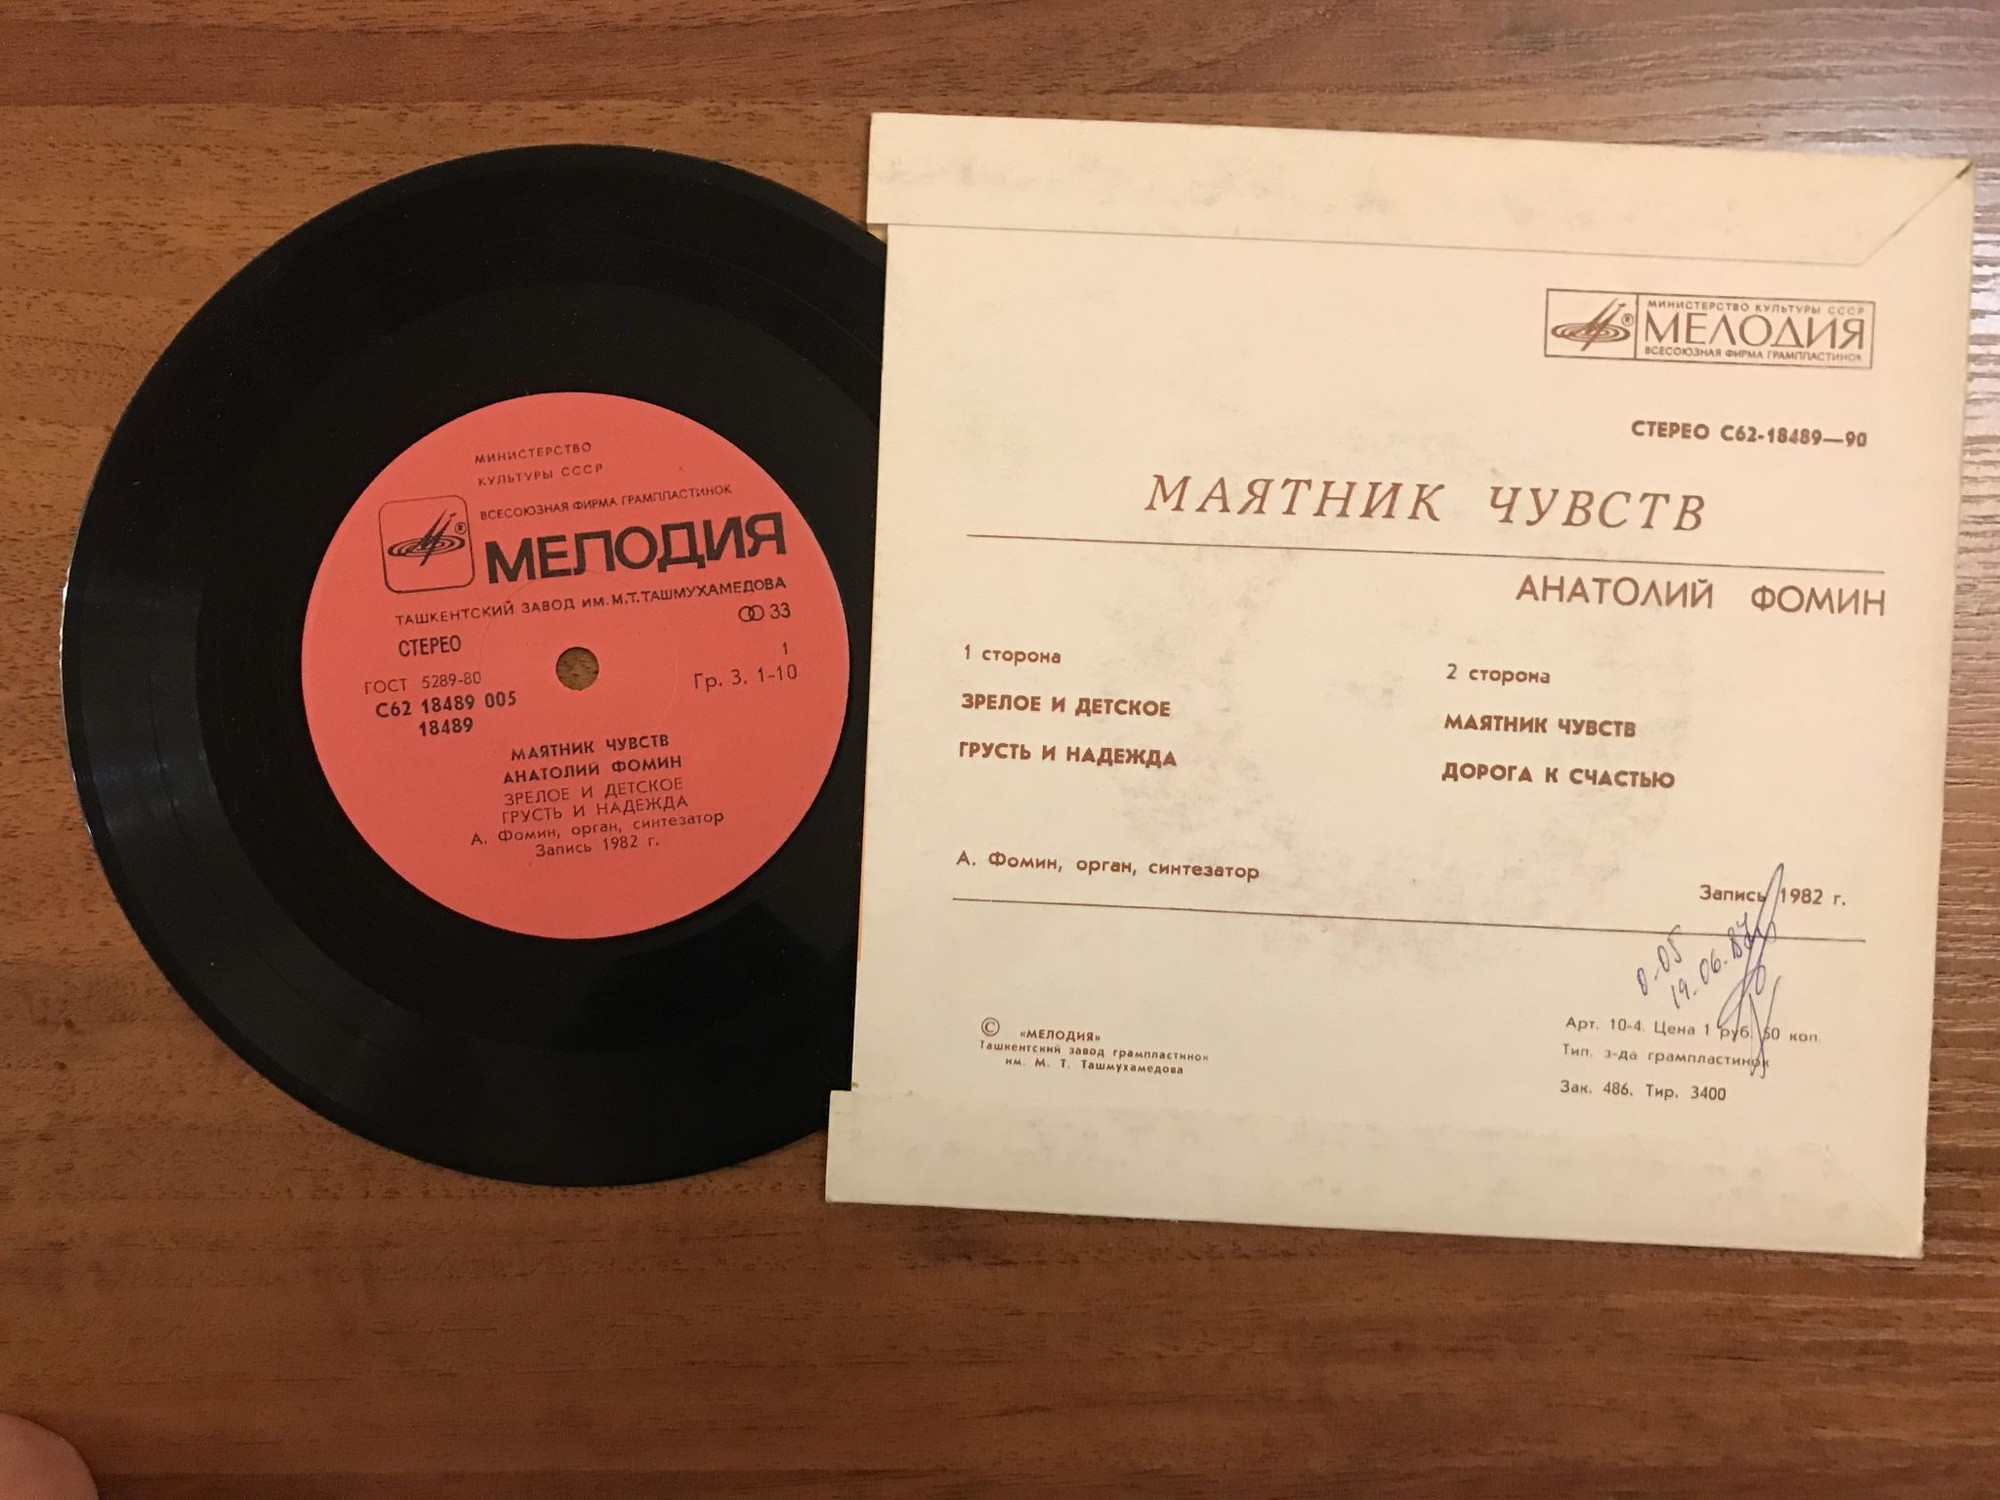 МИНИСТЕРСТВО
КУЛЬТУРЫ СССР
ВСЕСОЮЗНАЯ ФИРМА ГРАМПЛАСТИНОК
®
МЕЛОДИЯ
ТАШКЕНТСКИЙ ЗАВОД ИМ. М.Т. ТАШМУХАМЕДОВА
СТЕРЕО
33
ГОСТ 5289-80
1
С62 18489 005
Гр. 3. 1-10
18489
МАЯТНИК ЧУВСТВ
АНАТОЛИЙ ФОМИН
ЗРЕЛОЕ И ДЕТСКОЕ
ГРУСТЬ И НАДЕЖДА
А. Фомин, орган, синтезатор
Запись 1982 г.
МИНИСТЕРСТВО КУЛЬТУРЫ СССР
® МЕЛОДИЯ
ВСЕСОЮЗНАЯ ФИРМА ГРАМПЛАСТИНОК
СТЕРЕО С62-18489—90
МАЯТНИК ЧУВСТВ
АНАТОЛИЙ ФОМИН
1 сторона
ЗРЕЛОЕ И ДЕТСКОЕ
ГРУСТЬ И НАДЕЖДА
2 сторона
МАЯТНИК ЧУВСТВ
ДОРОГА К СЧАСТЬЮ
А. Фомин, орган, синтезатор
Запись 1982 г.
0-05
19.06.87
© «МЕЛОДИЯ»
Ташкентский завод грампластинок
им. М. Т. Ташмухамедова
Арт. 10-4. Цена 1 руб. 50 коп.
Тип. з-да грампластинок
Зак. 486. Тир. 3400